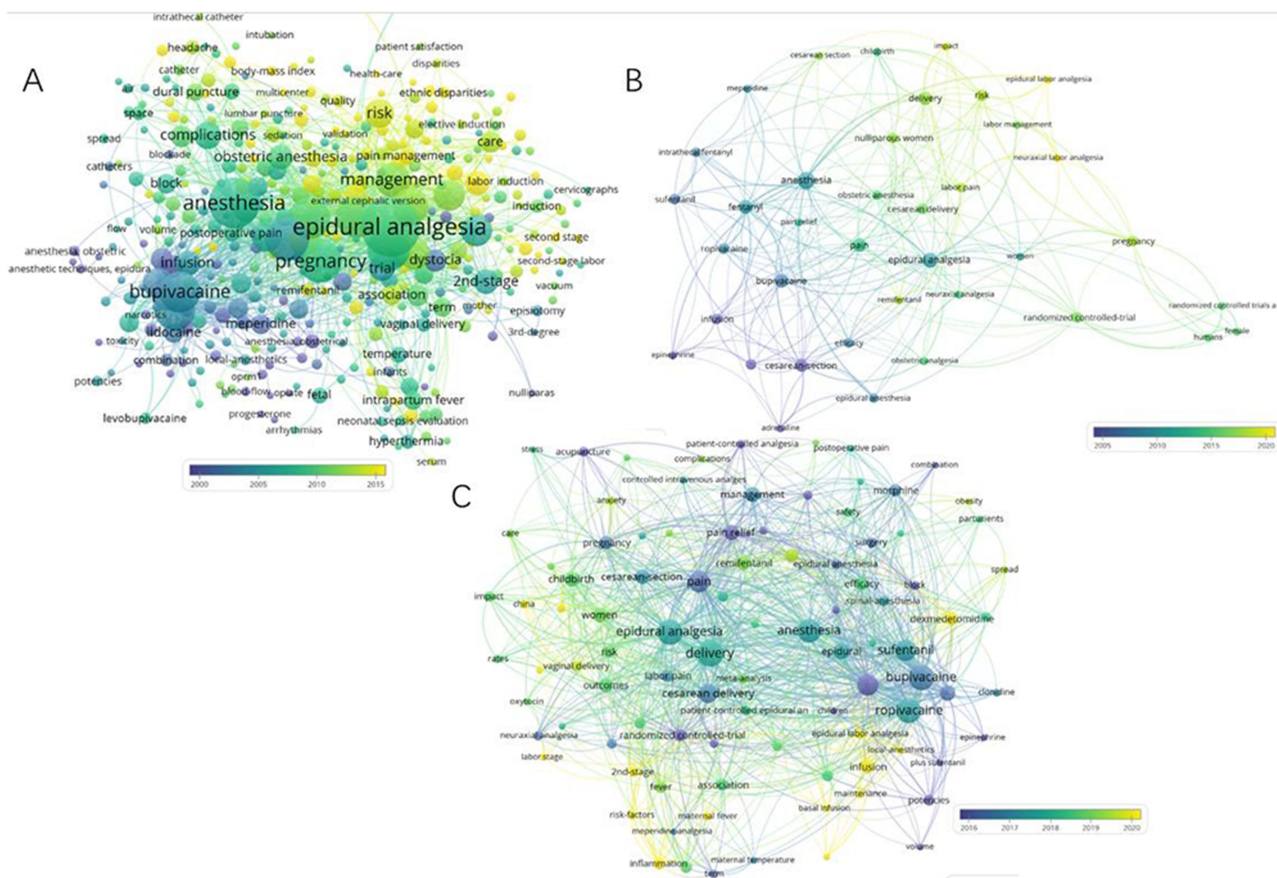 A
intrathecal catheter
intubation
headache
patient satisfaction
catheter
body-mass index
health-care
disparities
air
dural puncture
multicenter
quality
ethnic disparities
space
lumbar puncture
risk
elective induction
spread
complications
sedation
validation
care
blockade
obstetric anesthesia
pain management
catheters
block
management
labor induction
cervicographs
anesthesia
external cephalic version
induction
flow
volume
postoperative pain
epidural analgesia
second stage
anesthesia, obstetric
infusion
pregnancy
trial
dystocia
second-stage labor
anesthetic techniques, epidura
bupivacaine
remifentanil
association
2nd-stage
vacuum
narcotics
term
mother
episiotomy
lidocaine
meperidine
vaginal delivery
3rd-degree
toxicity
anesthesia, obstetrical
combination
local-anesthetics
temperature
potencies
oprm1
infants
blood-flow
opiate
fetal
intrapartum fever
nulliparas
levobupivacaine
progesterone
neonatal sepsis evaluation
arrhythmias
hyperthermia
serum
2000
2005
2010
2015
B
cesarean section
childbirth
impact
meperidine
epidural labor analgesia
delivery
risk
labor management
nulliparous women
intrathecal fentanyl
neuraxial labor analgesia
anesthesia
labor pain
sufentanil
fentanyl
obstetric anesthesia
cesarean delivery
pain relief
ropivacaine
pain
pregnancy
epidural analgesia
women
bupivacaine
neuraxial analgesia
remifentanil
randomized controlled trials a
infusion
randomized controlled-trial
female
humans
efficacy
epinephrine
obstetric analgesia
cesarean-section
epidural anesthesia
adrenaline
2005
2010
2015
2020
C
stress
acupuncture
patient-controlled analgesia
postoperative pain
complications
combination
controlled intravenous analges
management
morphine
anxiety
obesity
safety
parturients
care
pain relief
surgery
pregnancy
remifentanil
epidural anesthesia
spread
childbirth
cesarean-section
pain
efficacy
block
impact
china
spinal-anesthesia
women
dexmedetomidine
epidural analgesia
anesthesia
risk
delivery
epidural
sufentanil
rates
vaginal delivery
labor pain
meta-analysis
bupivacaine
outcomes
cesarean delivery
clonidine
oxytocin
patient-controlled epidural an
children
ropivacaine
neuraxial analgesia
randomized controlled-trial
epidural labor analgesia
epinephrine
labor stage
local-anesthetics
2nd-stage
infusion
plus sufentanil
fever
association
maintenance
potencies
risk-factors
maternal fever
basal infusion
meperidine analgesia
volume
inflammation
maternal temperature
term
2016
2017
2018
2019
2020